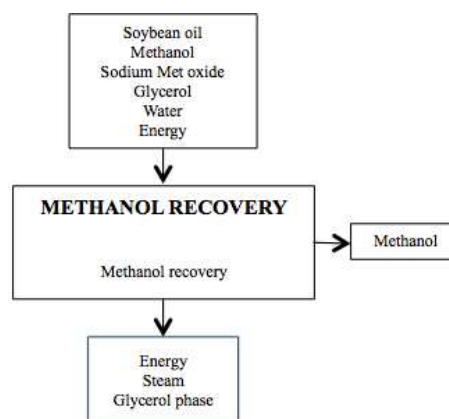 Soybean oil
Methanol
Sodium Met oxide
Glycerol
Water
Energy
METHANOL RECOVERY
Methanol recovery
Methanol
Energy
Steam
Glycerol phase